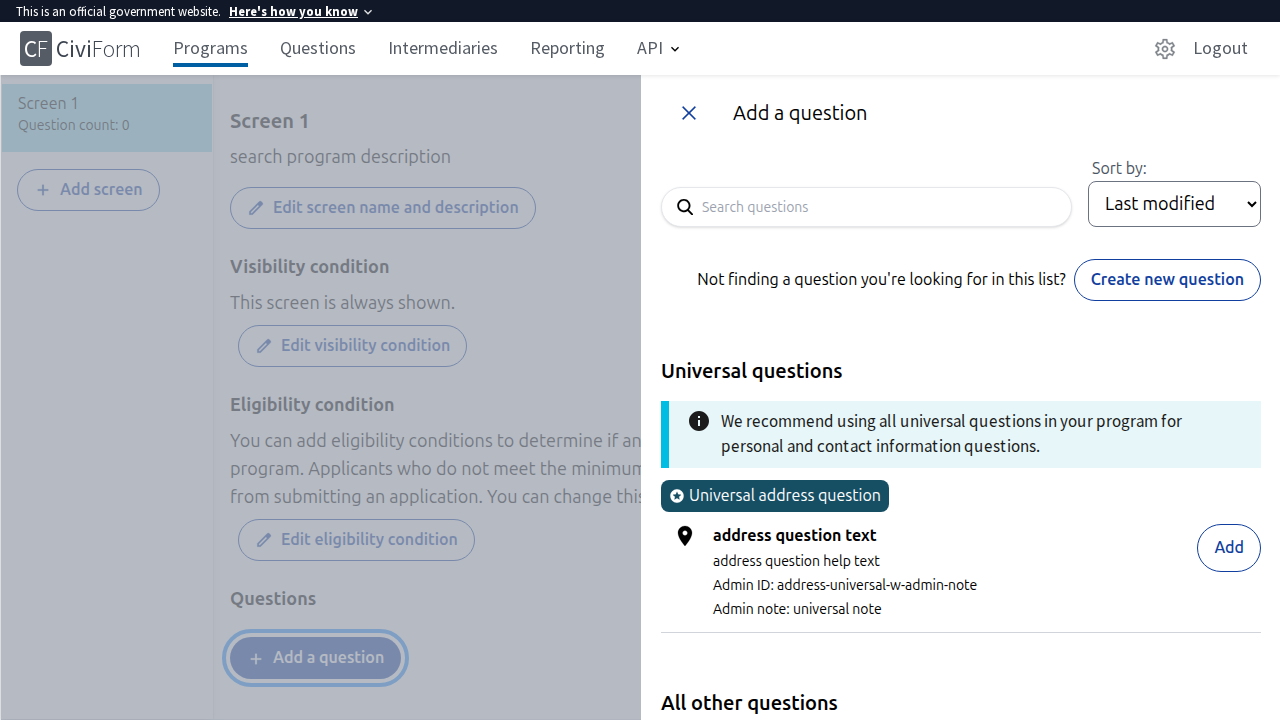 This is an official government website. Here's how you know
CF CiviForm Programs Questions Intermediaries Reporting API Logout
Screen 1
Question count: 0
Add screen
Screen 1
search program description
Edit screen name and description
Visibility condition
This screen is always shown.
Edit visibility condition
Eligibility condition
You can add eligibility conditions to determine if an
program. Applicants who do not meet the minimum
from submitting an application. You can change this
Edit eligibility condition
Questions
Add a question
Add a question
Sort by:
Search questions
Last modified
Not finding a question you're looking for in this list? Create new question
Universal questions
We recommend using all universal questions in your program for
personal and contact information questions.
Universal address question
address question text
address question help text
Admin ID: address-universal-w-admin-note
Admin note: universal note
Add
All other questions